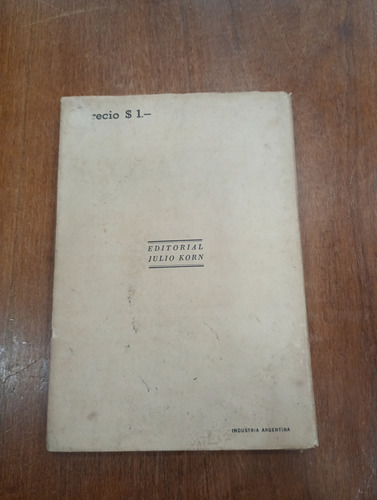 recio $ 1.—
EDITORIAL
JULIO KORN
INDUSTRIA ARGENTINA